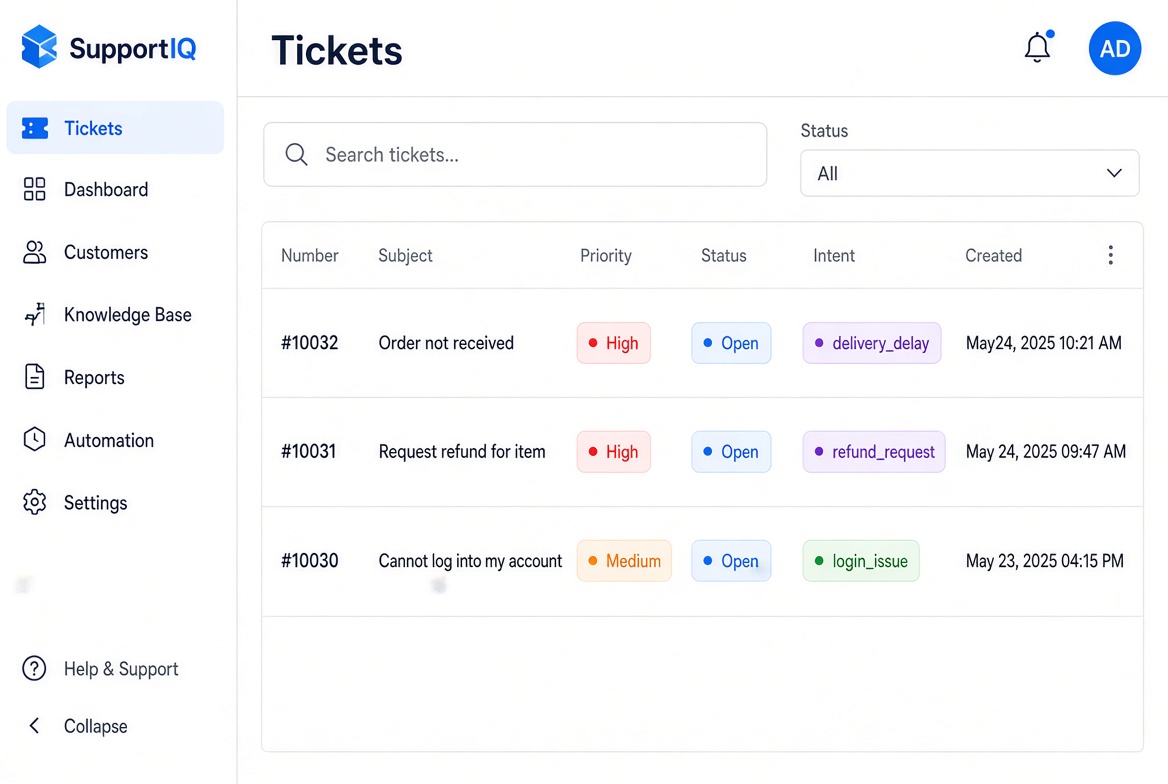 SupportIQ
Tickets
AD
Tickets
Dashboard
Customers
Knowledge Base
Reports
Automation
Settings
Help & Support
Collapse
Search tickets...
Status
All
Number Subject Priority Status Intent Created
#10032 Order not received High Open delivery_delay May24, 2025 10:21 AM
#10031 Request refund for item High Open refund_request May 24, 2025 09:47 AM
#10030 Cannot log into my account Medium Open login_issue May 23, 2025 04:15 PM